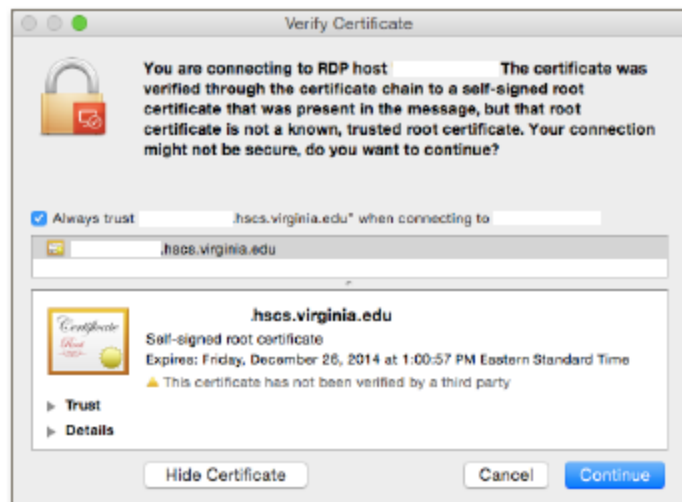 Verify Certificate
You are connecting to RDP host The certificate was
verified through the certificate chain to a self-signed root
certificate that was present in the message, but that root
certificate is not a known, trusted root certificate. Your connection
might not be secure, do you want to continue?
Always trust .hscs.virginia.edu" when connecting to
.hscs.virginia.edu
Certificate
Root
.hscs.virginia.edu
Self-signed root certificate
Expires: Friday, December 26, 2014 at 1:00:57 PM Eastern Standard Time
This certificate has not been verified by a third party
Trust
Details
Hide Certificate Cancel Continue